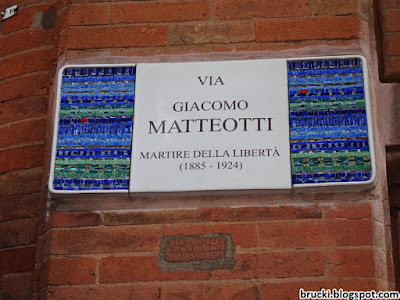 VIA
GIACOMO
MATTEOTTI
MARTIRE DELLA LIBERTÀ
(1885 - 1924)
brucki.blogspot.com